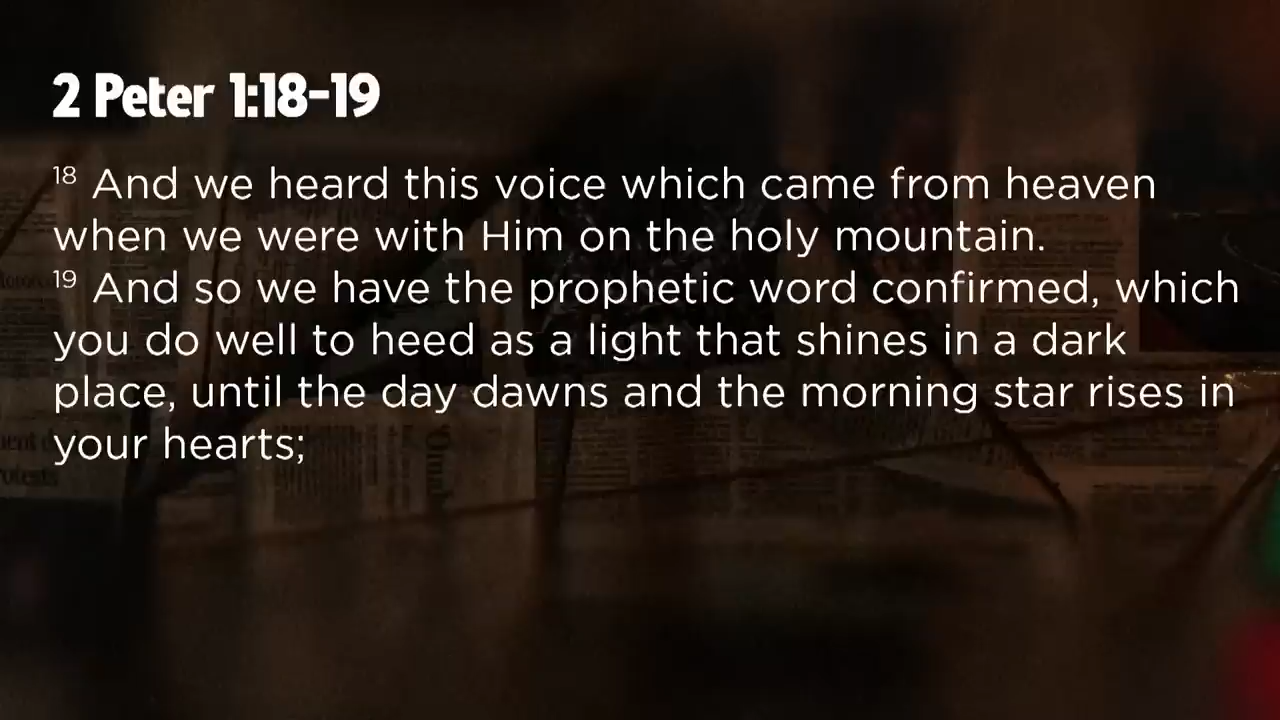 2 Peter 1:18-19
18 And we heard this voice which came from heaven
when we were with Him on the holy mountain.
19 And so we have the prophetic word confirmed, which
you do well to heed as a light that shines in a dark
place, until the day dawns and the morning star rises in
your hearts;